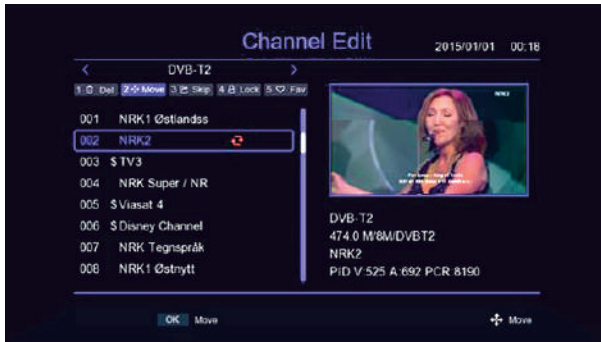 Channel Edit
2015/01/01 00:18
DVB-T2
1 Del 2 Move 3 Skip 4 Lock 5 Fav
001 NRK1 Østlandss
002 NRK2
003 $ TV3
004 NRK Super / NR
005 $ Viasat 4
006 $ Disney Channel
007 NRK Tegnspråk
008 NRK1 Østnytt
NRK2
DVB-T2
474.0 M/8M/DVBT2
NRK2
PID V:525 A:692 PCR:8190
OK Move
Move